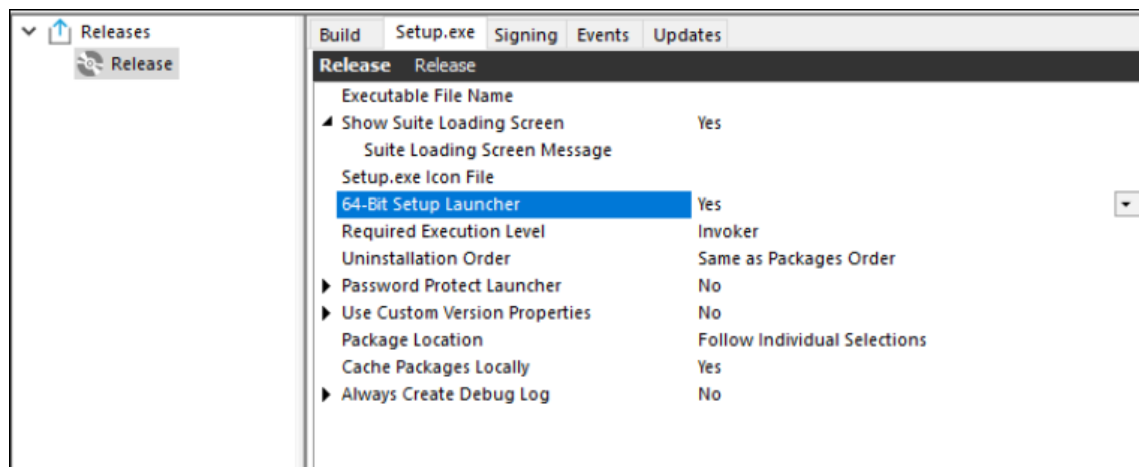 Releases
Release
Build Setup.exe Signing Events Updates
Release Release
Executable File Name
Show Suite Loading Screen Yes
Suite Loading Screen Message
Setup.exe Icon File
64-Bit Setup Launcher Yes
Required Execution Level Invoker
Uninstallation Order Same as Packages Order
Password Protect Launcher No
Use Custom Version Properties No
Package Location Follow Individual Selections
Cache Packages Locally Yes
Always Create Debug Log No